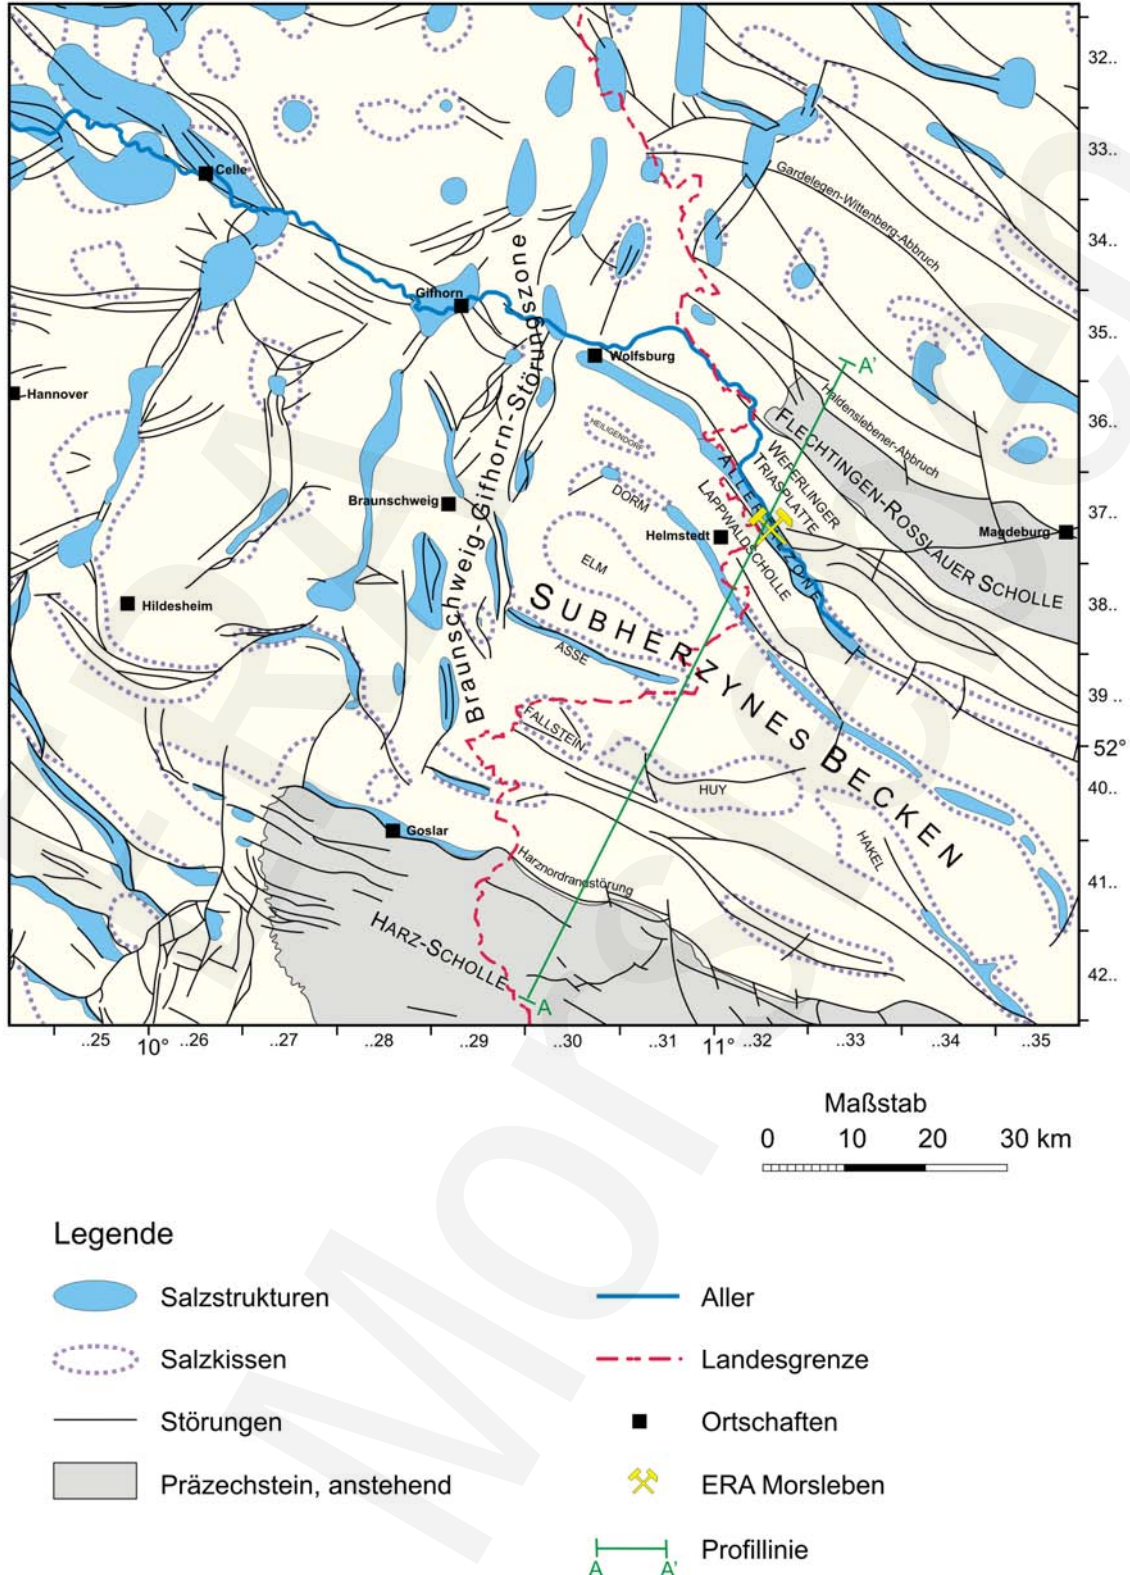 32..
33..
Celle
Gardelegen-Wittenberg-Abbruch
34..
Gifhorn
35..
Wolfsburg
A'
Hannover
Haldenslebener-Abbruch
36..
HEILIGENDORF
FLECHTINGEN-ROSSLAUER SCHOLLE
WEFERLINGER
TRIASPLATTE
ALLERTALZONE
LAPPWALDSCHOLLE
DORM
Braunschweig
Braunschweig-Gifhorn-Störungszone
37..
Helmstedt
Magdeburg
ELM
Hildesheim
38..
SUBHERZYNES BECKEN
ASSE
39 ..
FALLSTEIN
52°
HUY
40..
Goslar
HAKEL
Harznordrandstörung
41..
HARZ-SCHOLLE
42..
A
..25 10° ..26 ..27 ..28 ..29 ..30 ..31 11° ..32 ..33 ..34 ..35
Maßstab
0 10 20 30 km
Legende
Salzstrukturen
Aller
Salzkissen
Landesgrenze
Störungen
Ortschaften
Präzechstein, anstehend
ERA Morsleben
Profillinie
A A'